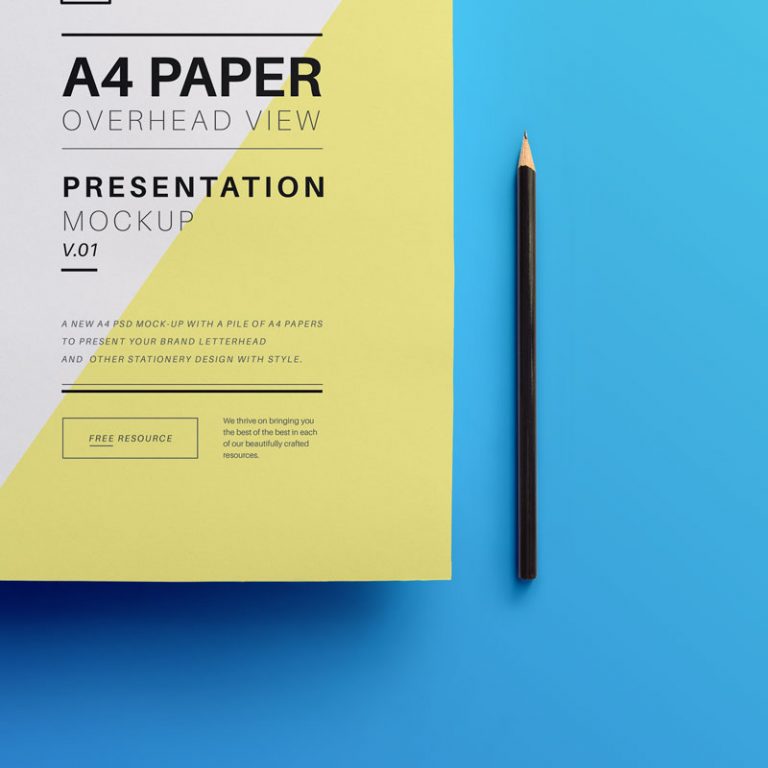 A4 PAPER
OVERHEAD VIEW
PRESENTATION
MOCKUP
V.01
A NEW A4 PSD MOCK-UP WITH A PILE OF A4 PAPERS
TO PRESENT YOUR BRAND LETTERHEAD
AND OTHER STATIONERY DESIGN WITH STYLE.
FREE RESOURCE
We thrive on bringing you
the best of the best in each
of our beautifully crafted
resources.